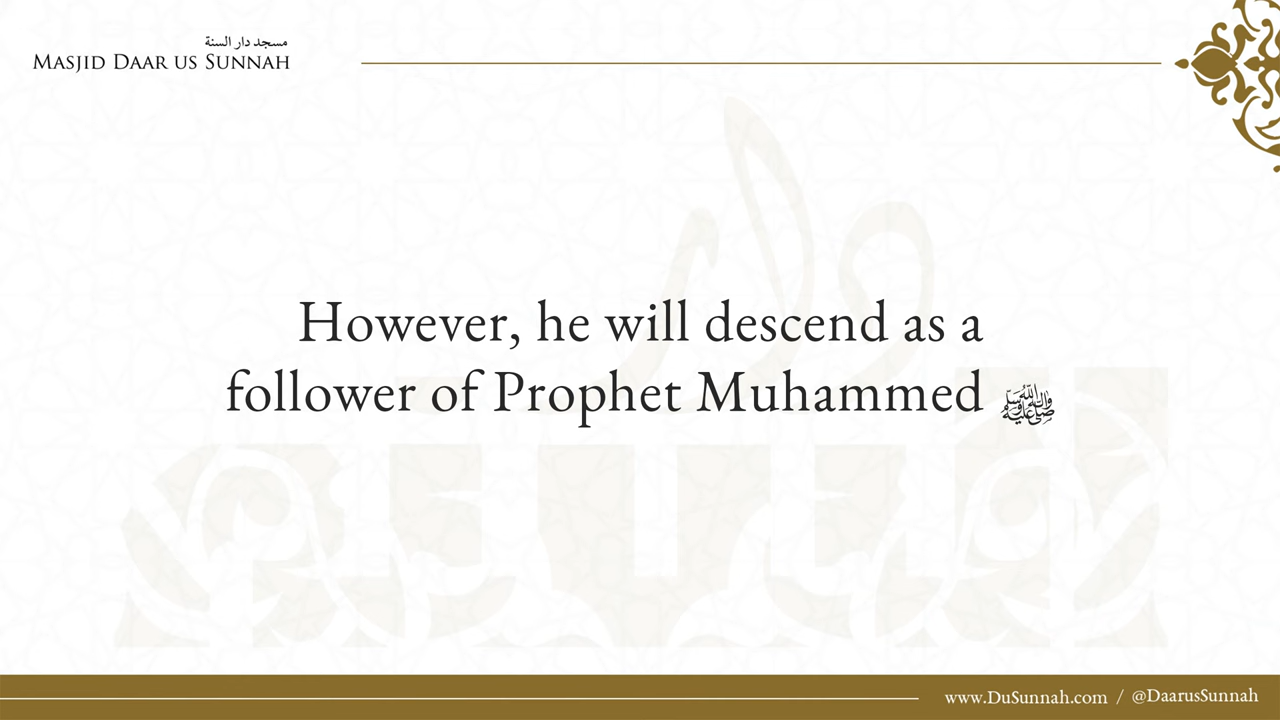 مسجد دار السنة
MASJID DAAR US SUNNAH
However, he will descend as a
follower of Prophet Muhammed ﷺ
www.DuSunnah.com / @DaarusSunnah